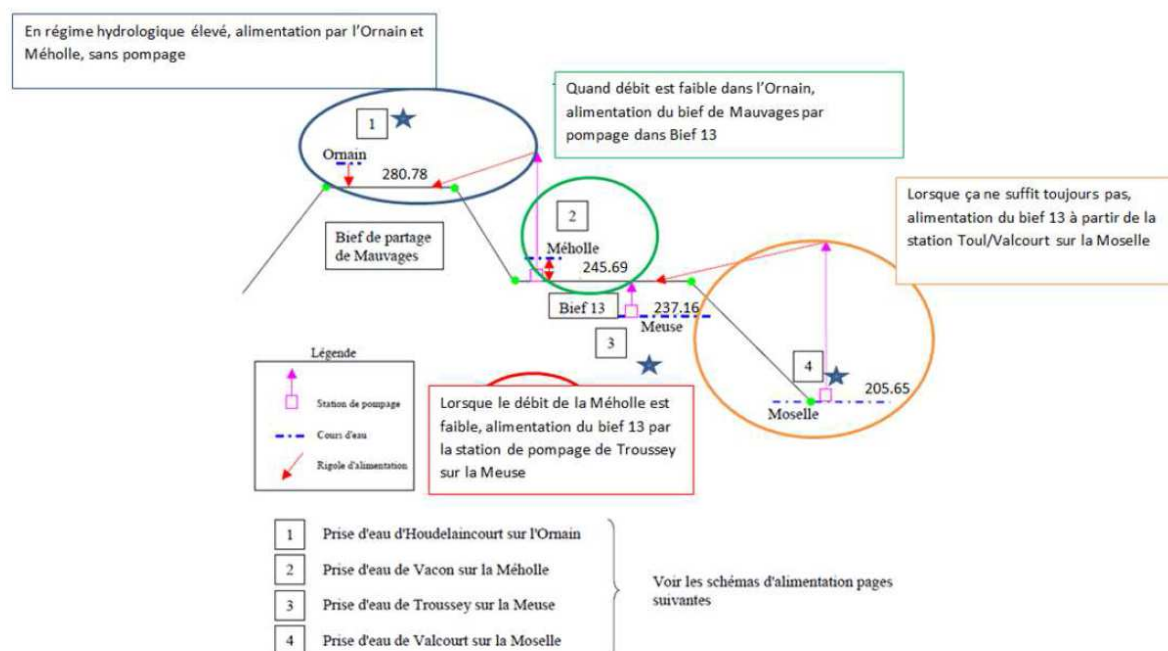 En régime hydrologique élevé, alimentation par l'Ornain et
Méholle, sans pompage
Quand débit est faible dans l'Ornain,
alimentation du bief de Mauvages par
pompage dans Bief 13
1
Ornain
280.78
Lorsque ça ne suffit toujours pas,
alimentation du bief 13 à partir de la
station Toul/Valcourt sur la Moselle
2
Bief de partage
de Mauvages
Méholle
245.69
Bief 13
237.16
Meuse
3
4
205.65
Moselle
Légende
Station de pompage
Cours d'eau
Rigole d'alimentation
Lorsque le débit de la Méholle est
faible, alimentation du bief 13 par
la station de pompage de Troussey
sur la Meuse
1 Prise d'eau d'Houdelaincourt sur l'Ornain
2 Prise d'eau de Vacon sur la Méholle
3 Prise d'eau de Troussey sur la Meuse
4 Prise d'eau de Valcourt sur la Moselle
Voir les schémas d'alimentation pages
suivantes